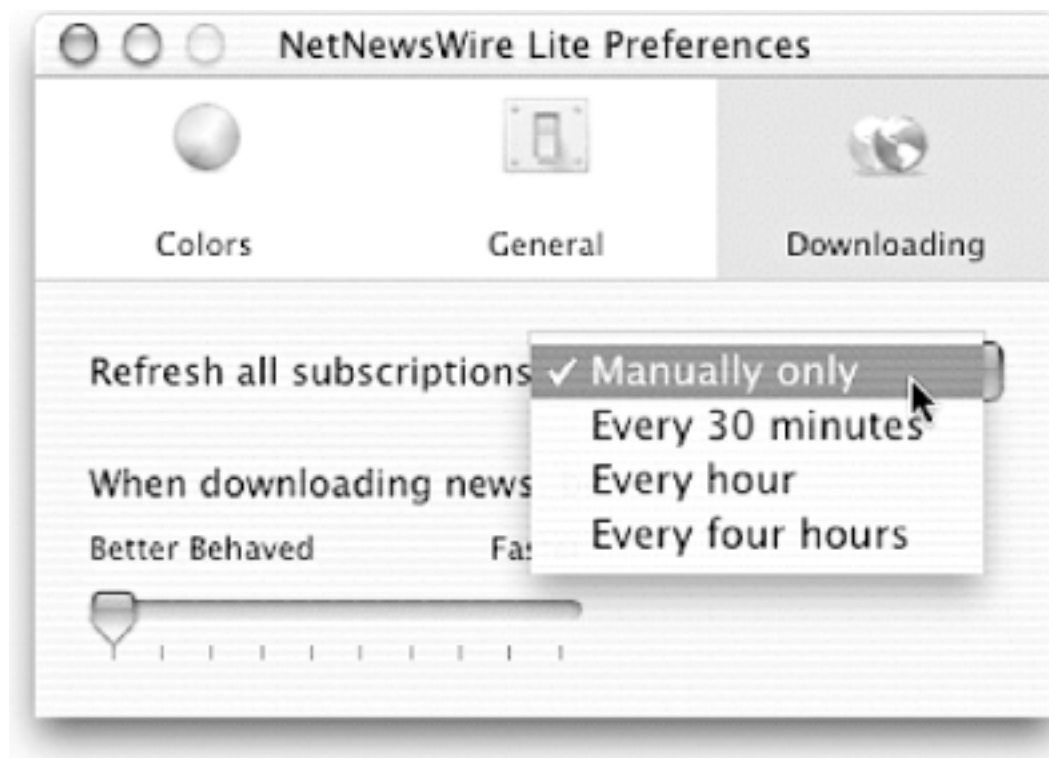 NetNewsWire Lite Preferences
Colors General Downloading
Refresh all subscriptions ✓ Manually only
Every 30 minutes
When downloading news Every hour
Better Behaved Every four hours